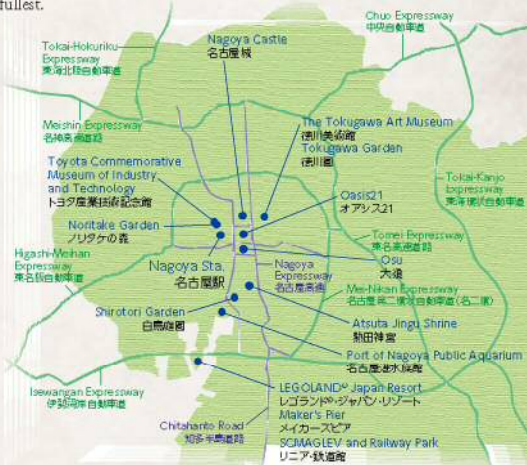 fullest.
Chuo Expressway
中央自動車道
Nagoya Castle
名古屋城
Tokai-Hokuriku
Expressway
東海北陸自動車道
The Tokugawa Art Museum
徳川美術館
Tokugawa Garden
徳川園
Meishin Expressway
名神高速道路
Toyota Commemorative
Museum of Industry
and Technology
トヨタ産業技術記念館
Tokai-Kanjo
Expressway
東海環状自動車道
Oasis21
オアシス21
Noritake Garden
ノリタケの森
Tomei Expressway
東名高速道路
Osu
大須
Higashi-Meihan
Expressway
東名阪自動車道
Nagoya Sta.
名古屋駅
Nagoya
Expressway
名古屋高速
Mei-Nikan Expressway
名古屋第二環状自動車道(名二環)
Shirotori Garden
白鳥庭園
Atsuta Jingu Shrine
熱田神宮
Port of Nagoya Public Aquarium
名古屋港水族館
Isewangan Expressway
伊勢湾岸自動車道
LEGOLAND® Japan Resort
レゴランド®・ジャパン・リゾート
Maker's Pier
メイカーズピア
SCMAGLEV and Railway Park
リニア・鉄道館
Chitahanto Road
知多半島道路